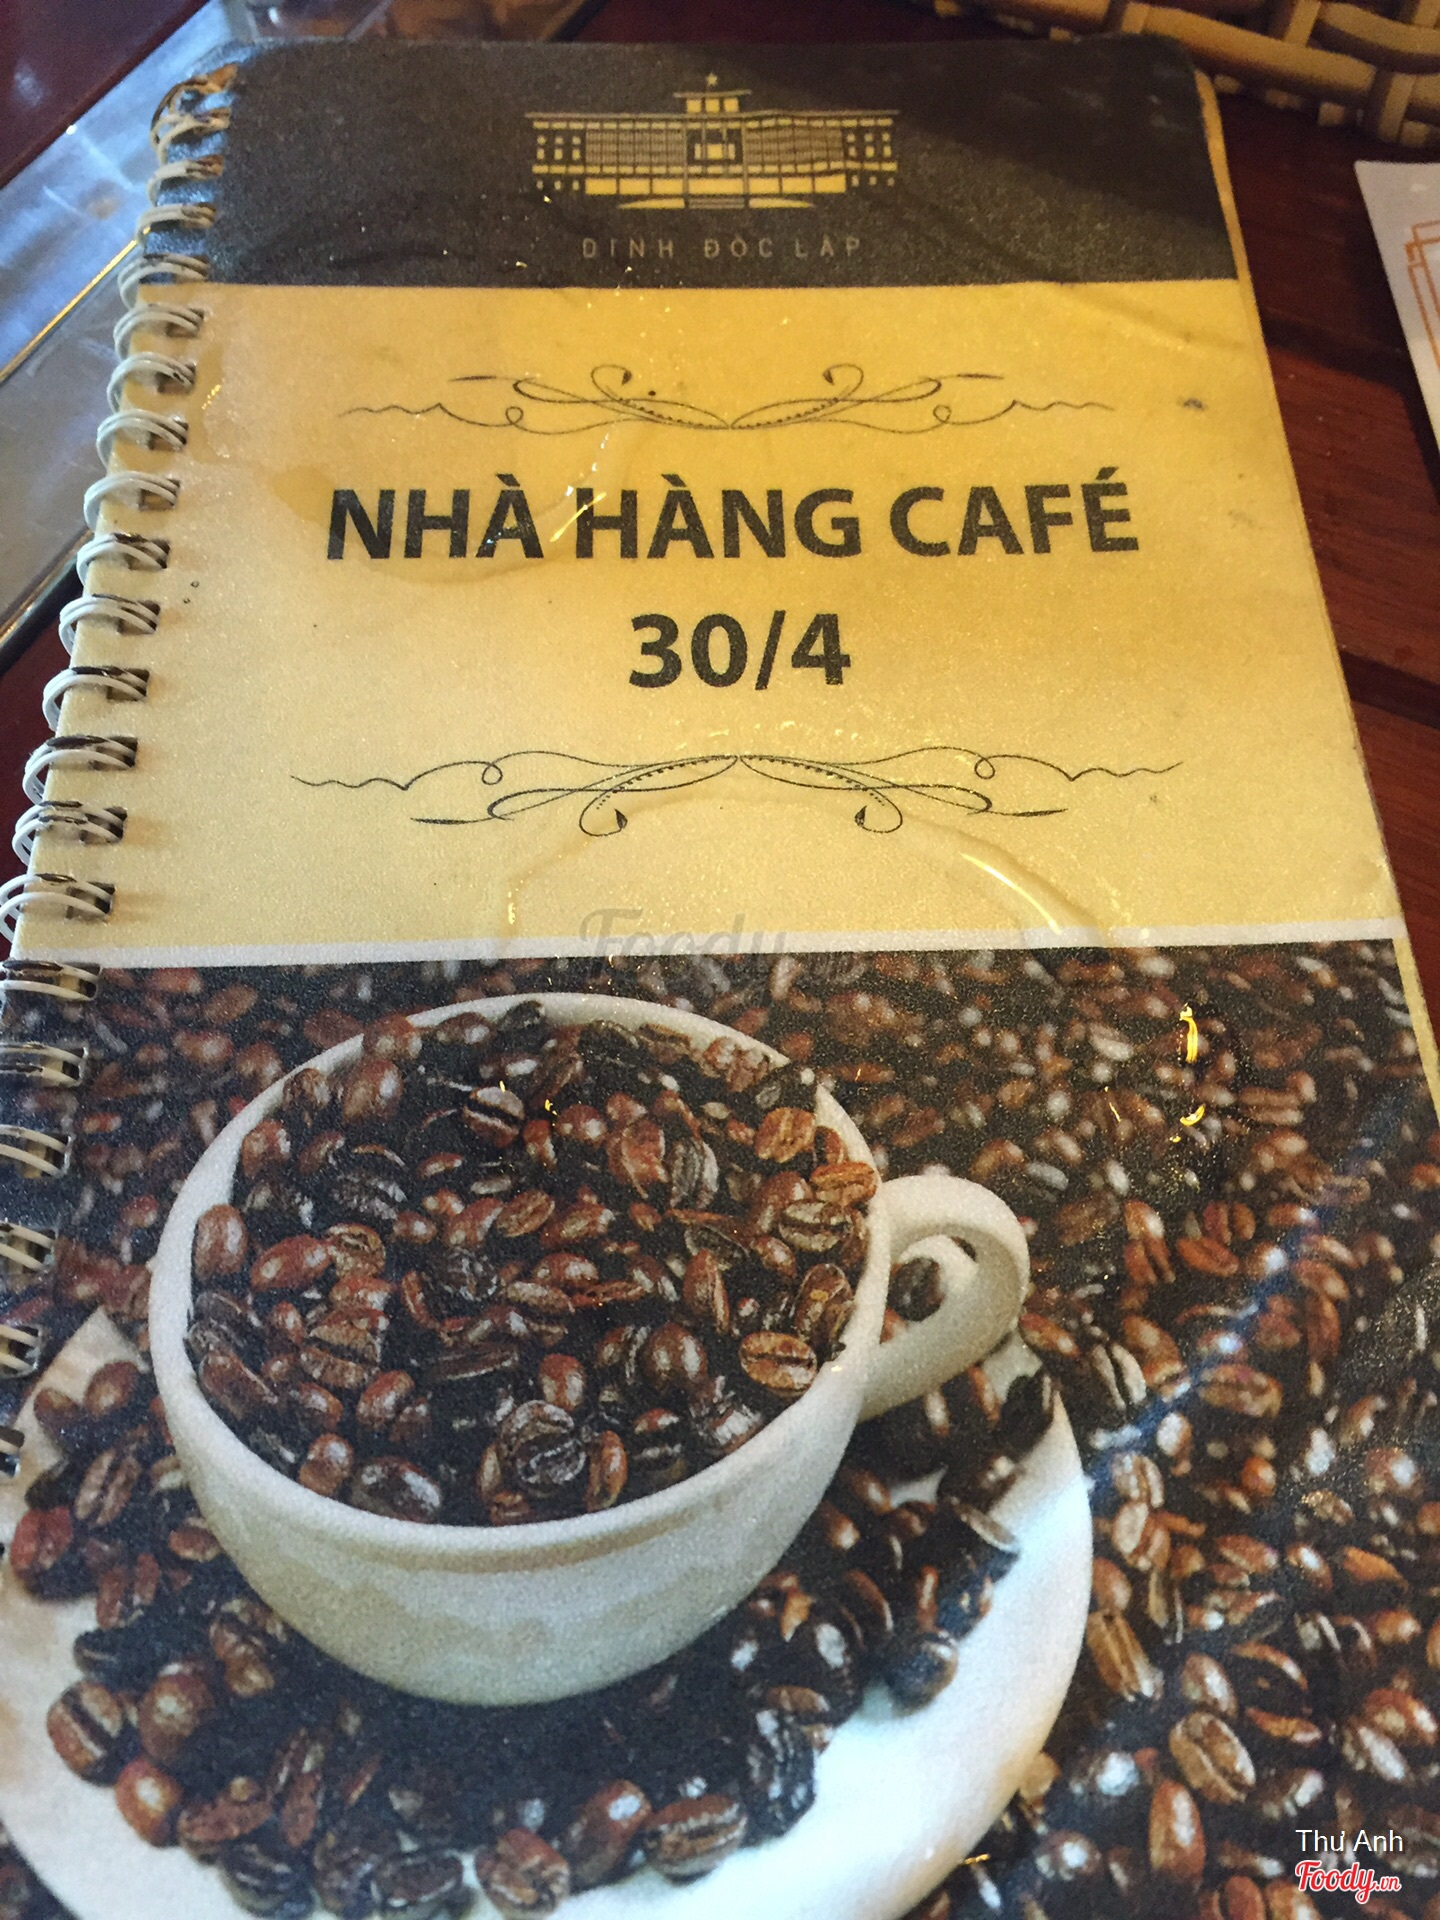 DINH ĐỘC LẬP
NHÀ HÀNG CAFÉ
30/4
Foody
Thư Anh
Foody.vn